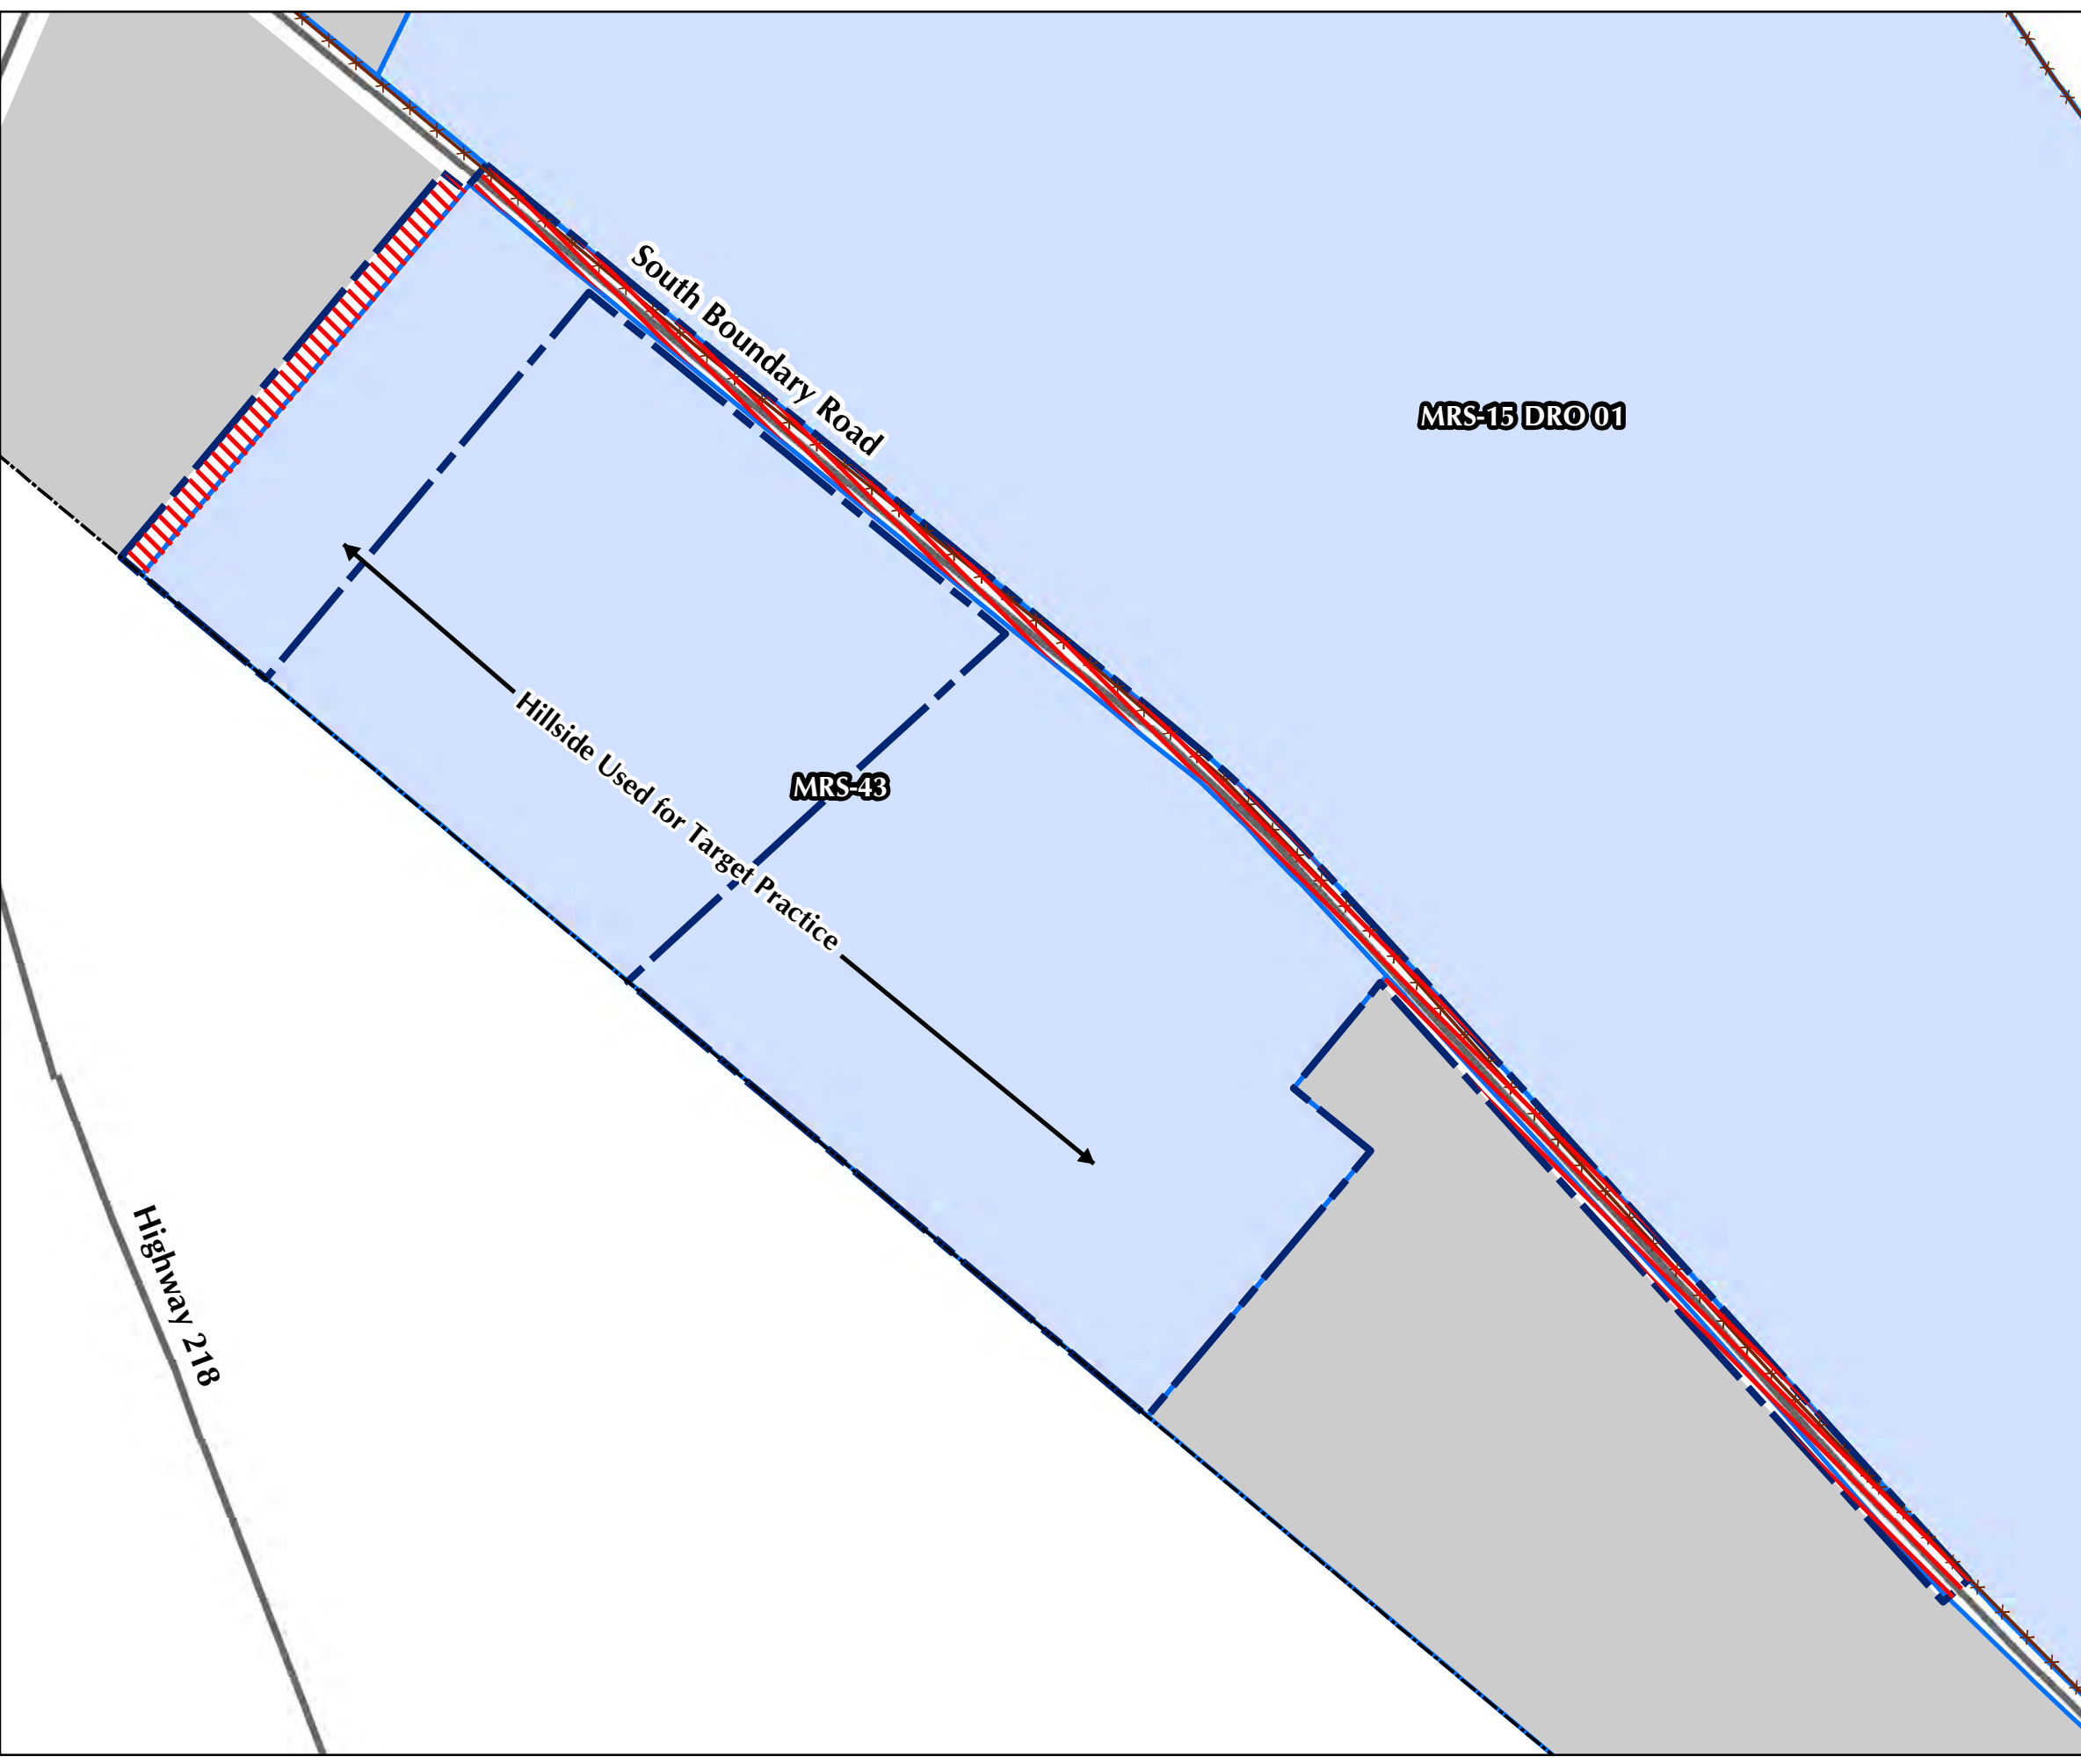 South Boundary Road
MRS-15 DRO 01
Hillside Used for Target Practice
MRS-43
Highway 218